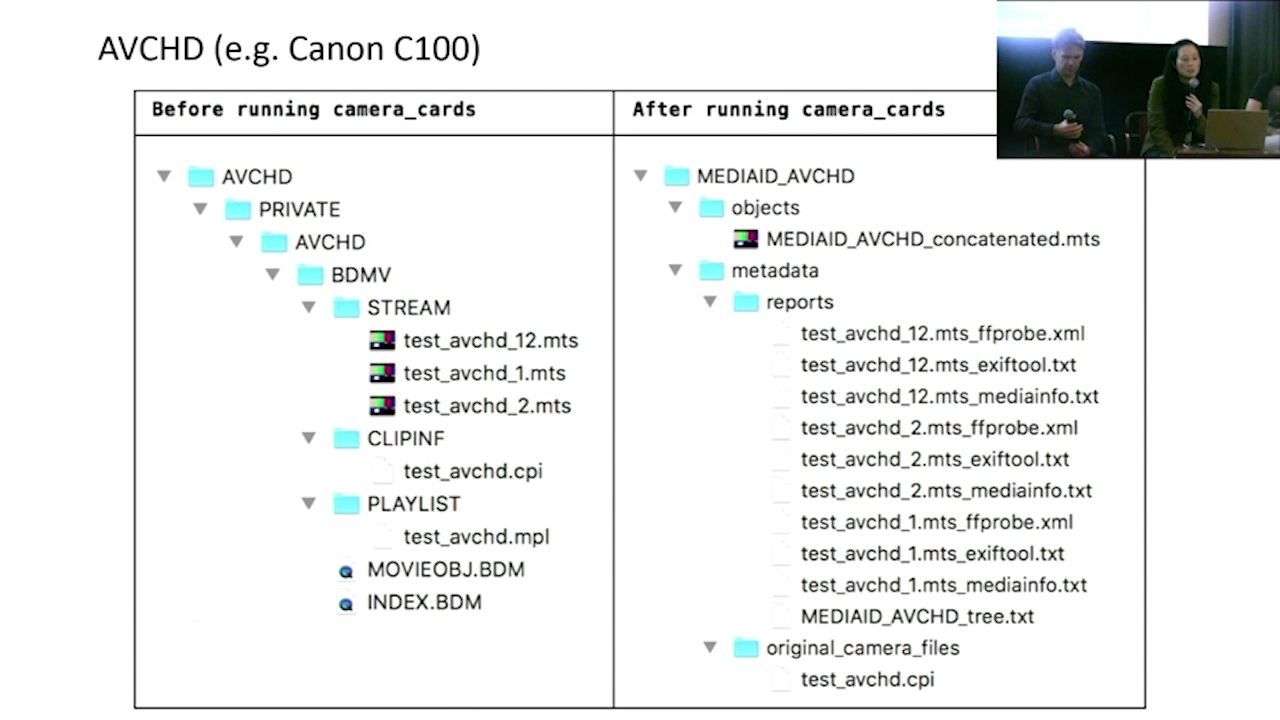 AVCHD (e.g. Canon C100)
Before running camera_cards
AVCHD
PRIVATE
AVCHD
BDMV
STREAM
test_avchd_12.mts
test_avchd_1.mts
test_avchd_2.mts
CLIPINF
test_avchd.cpi
PLAYLIST
test_avchd.mpl
MOVIEOBJ.BDM
INDEX.BDM
After running camera_cards
MEDIAID_AVCHD
objects
MEDIAID_AVCHD_concatenated.mts
metadata
reports
test_avchd_12.mts_ffprobe.xml
test_avchd_12.mts_exiftool.txt
test_avchd_12.mts_mediainfo.txt
test_avchd_2.mts_ffprobe.xml
test_avchd_2.mts_exiftool.txt
test_avchd_2.mts_mediainfo.txt
test_avchd_1.mts_ffprobe.xml
test_avchd_1.mts_exiftool.txt
test_avchd_1.mts_mediainfo.txt
MEDIAID_AVCHD_tree.txt
original_camera_files
test_avchd.cpi